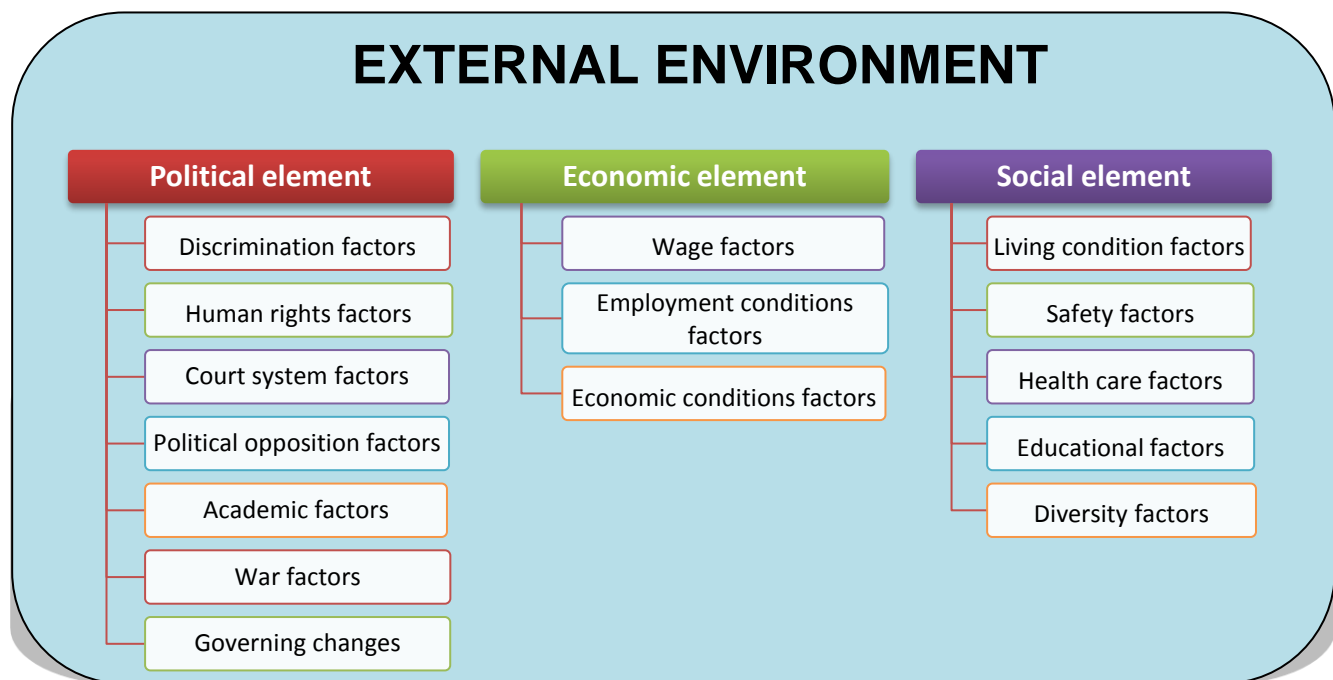 EXTERNAL ENVIRONMENT
Political element
Discrimination factors
Human rights factors
Court system factors
Political opposition factors
Academic factors
War factors
Governing changes
Economic element
Wage factors
Employment conditions
factors
Economic conditions factors
Social element
Living condition factors
Safety factors
Health care factors
Educational factors
Diversity factors